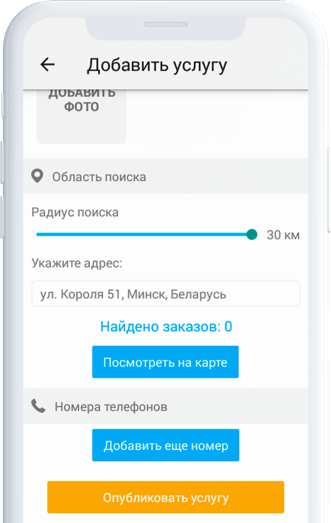 Добавить услугу
ДОБАВИТЬ
ФОТО
Область поиска
Радиус поиска
30 км
Укажите адрес:
ул. Короля 51, Минск, Беларусь
Найдено заказов: 0
Посмотреть на карте
Номера телефонов
Добавить еще номер
Опубликовать услугу